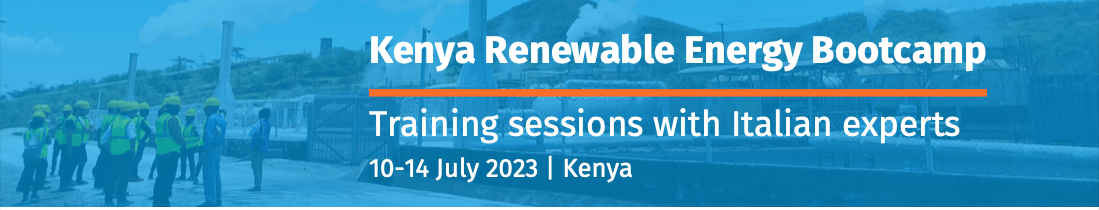 Kenya Renewable Energy Bootcamp
Training sessions with Italian experts
10-14 July 2023 | Kenya